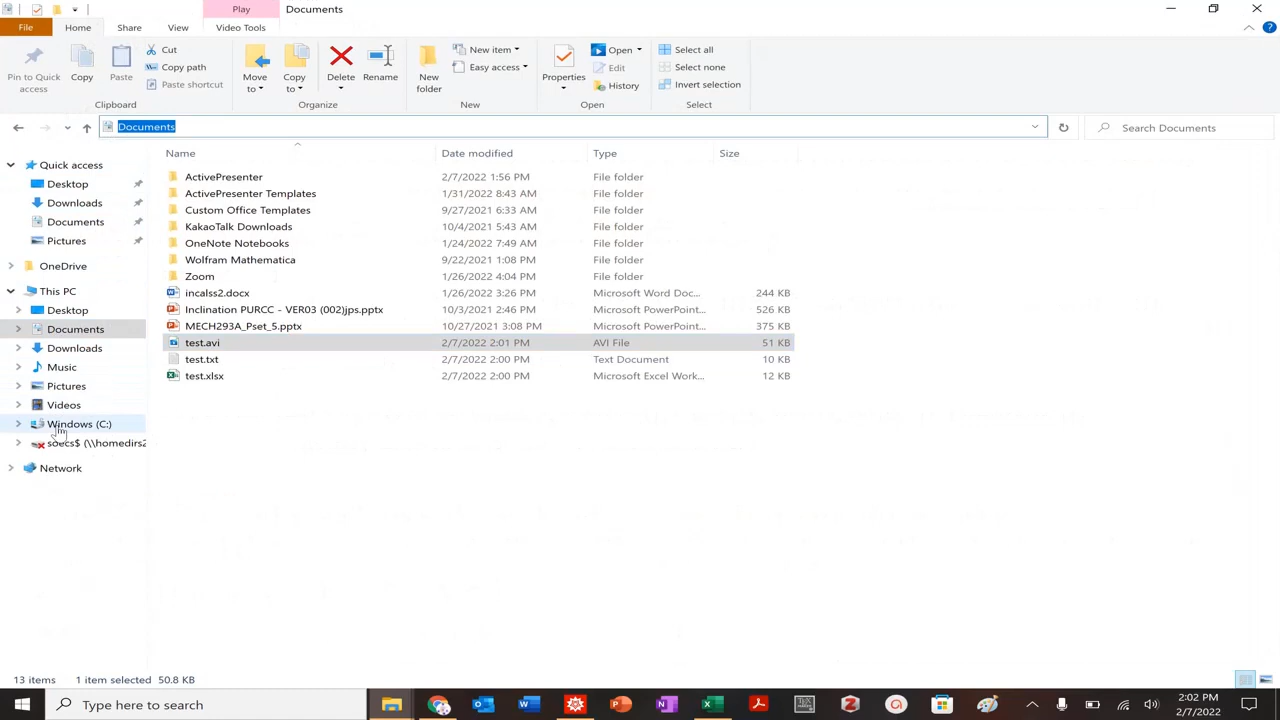 Play Documents
File Home Share View Video Tools
Pin to Quick access Copy Paste Cut Copy path Paste shortcut Move to Copy to Delete Rename New folder New item Easy access Properties Open Edit History Select all Select none Invert selection
Clipboard Organize New Open Select
Documents Search Documents
Name Date modified Type Size
Quick access
Desktop
Downloads
Documents
Pictures
OneDrive
This PC
Desktop
Documents
Downloads
Music
Pictures
Videos
Windows (C:)
soecs$ (\\homedirs2
Network
ActivePresenter 2/7/2022 1:56 PM File folder
ActivePresenter Templates 1/31/2022 8:43 AM File folder
Custom Office Templates 9/27/2021 6:33 AM File folder
KakaoTalk Downloads 10/4/2021 5:43 AM File folder
OneNote Notebooks 1/24/2022 7:49 AM File folder
Wolfram Mathematica 9/22/2021 1:08 PM File folder
Zoom 1/26/2022 4:04 PM File folder
incalss2.docx 1/26/2022 3:26 PM Microsoft Word Doc... 244 KB
Inclination PURCC - VER03 (002)jps.pptx 10/3/2021 2:46 PM Microsoft PowerPoint... 526 KB
MECH293A_Pset_5.pptx 10/27/2021 3:08 PM Microsoft PowerPoint... 375 KB
test.avi 2/7/2022 2:01 PM AVI File 51 KB
test.txt 2/7/2022 2:00 PM Text Document 10 KB
test.xlsx 2/7/2022 2:00 PM Microsoft Excel Work... 12 KB
13 items 1 item selected 50.8 KB
Type here to search
2:02 PM
2/7/2022